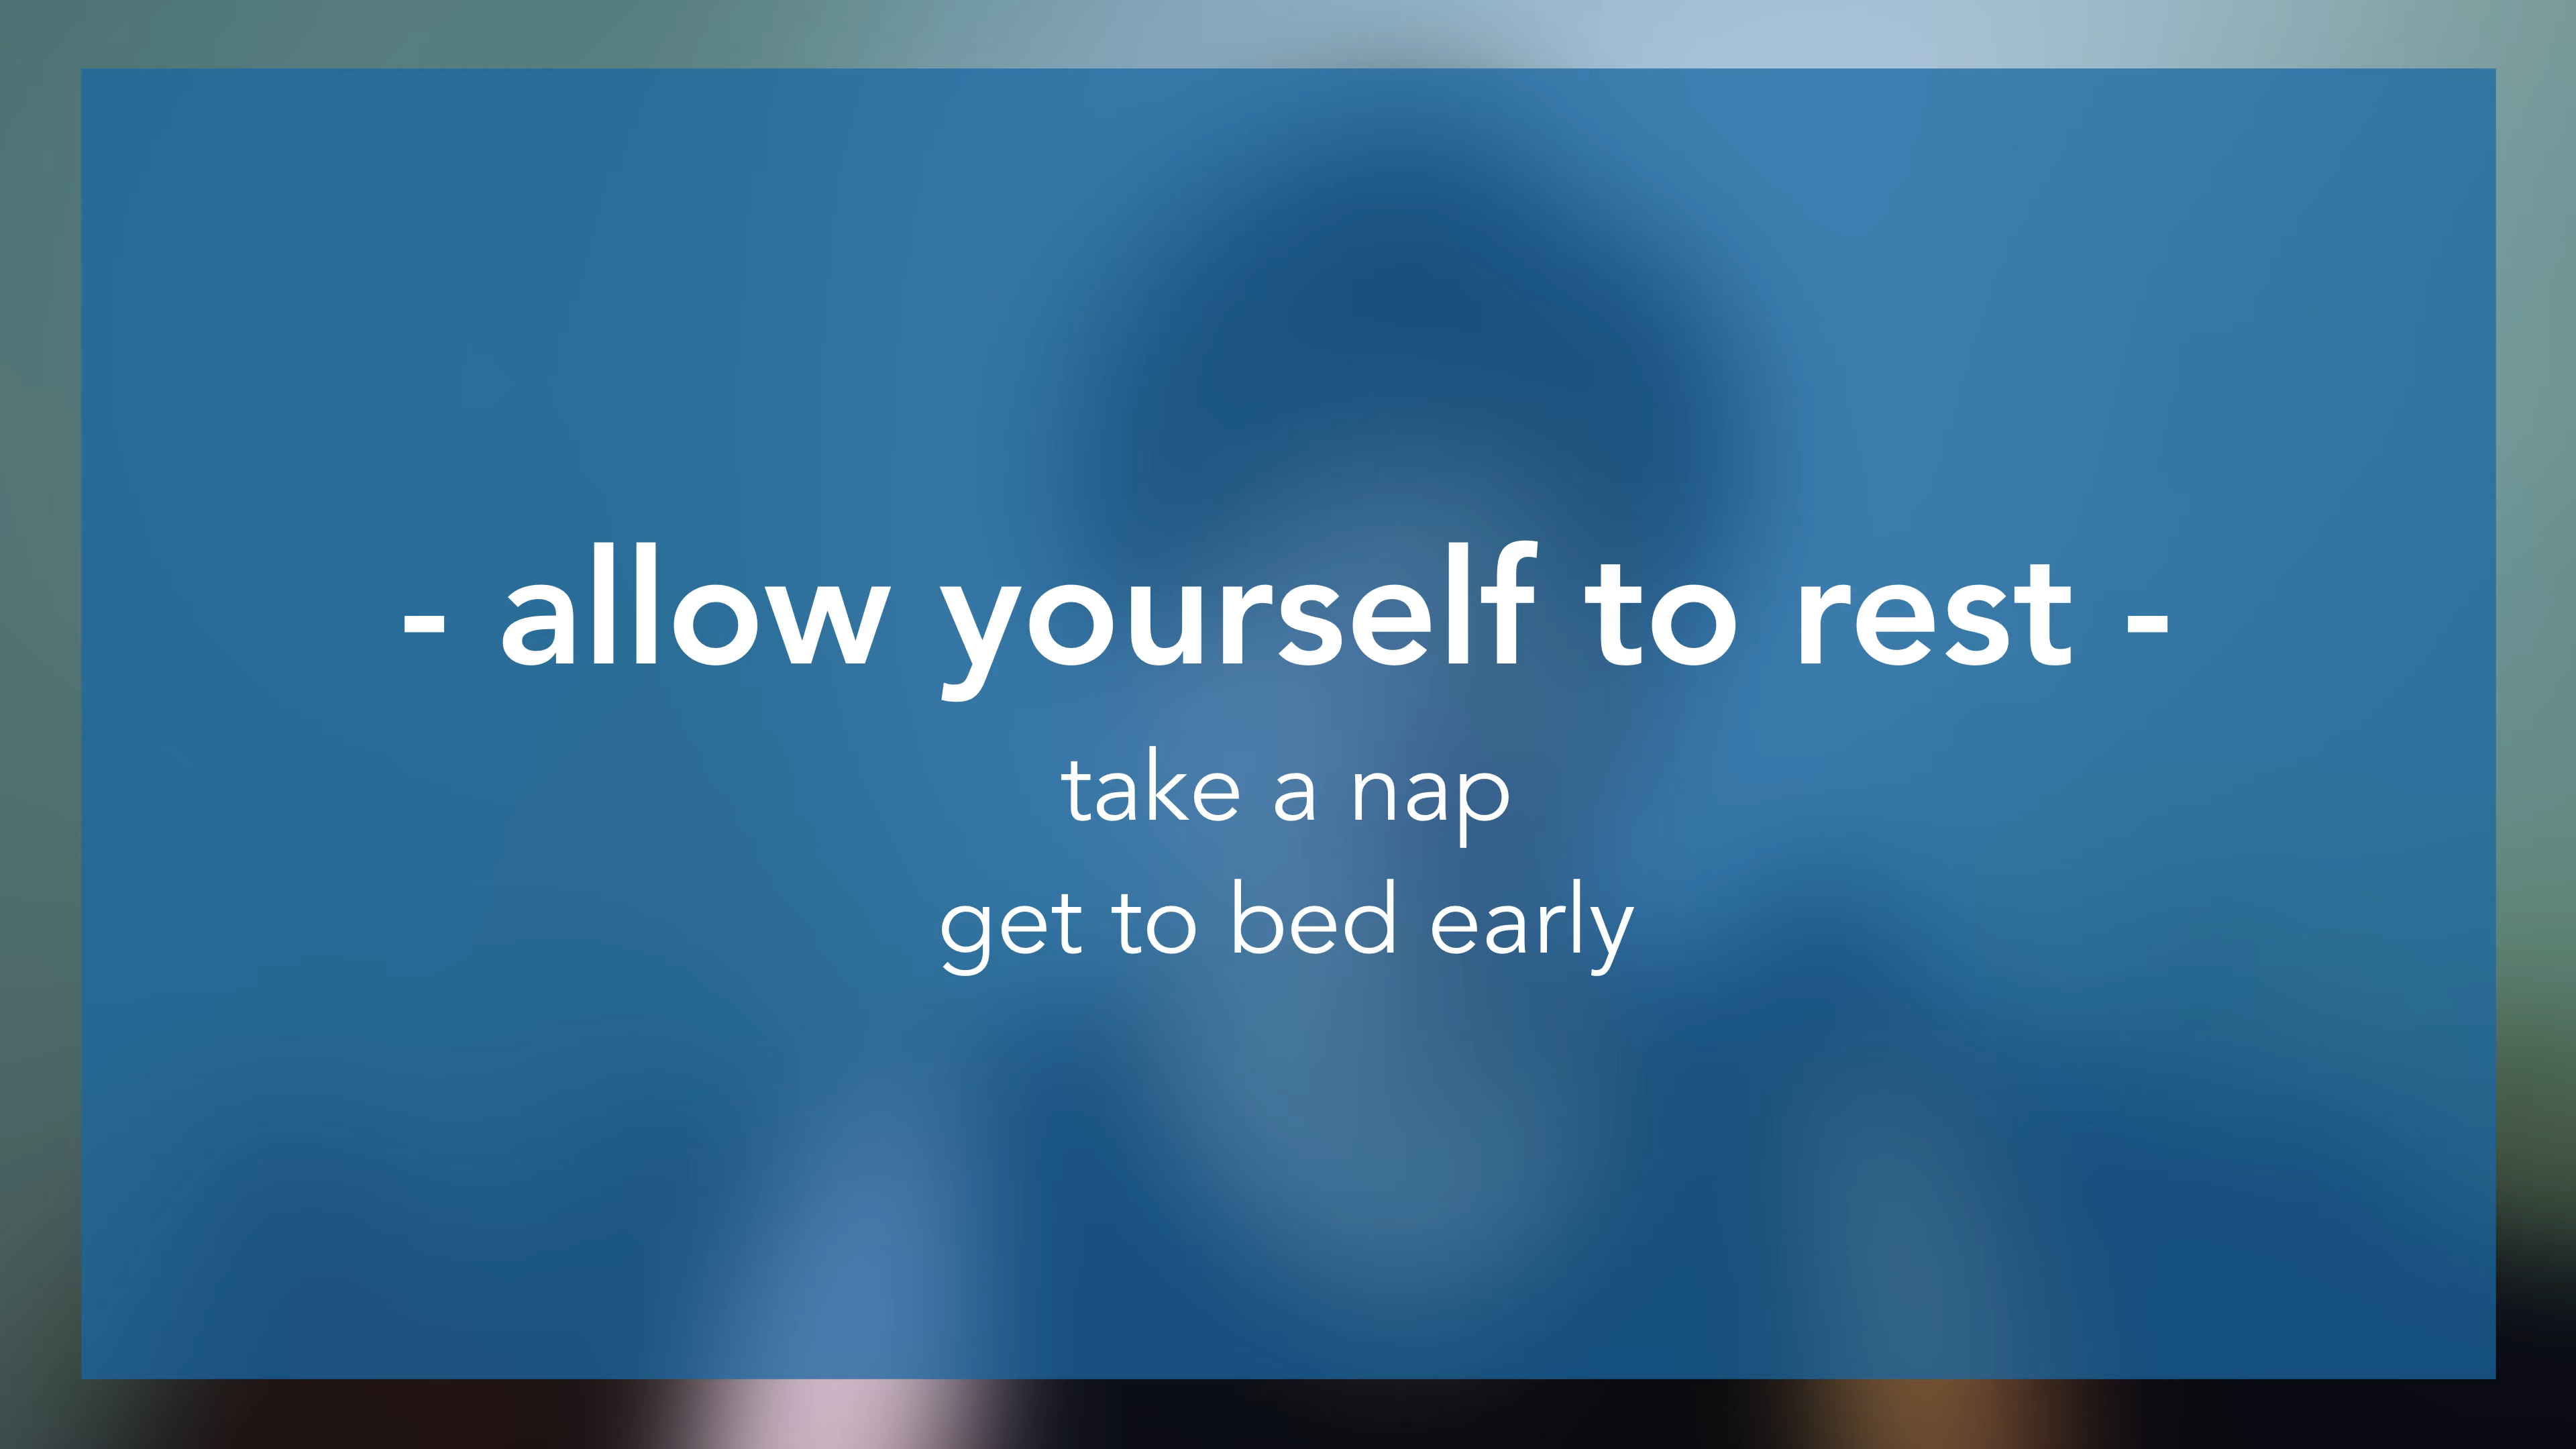 - allow yourself to rest -
take a nap
get to bed early